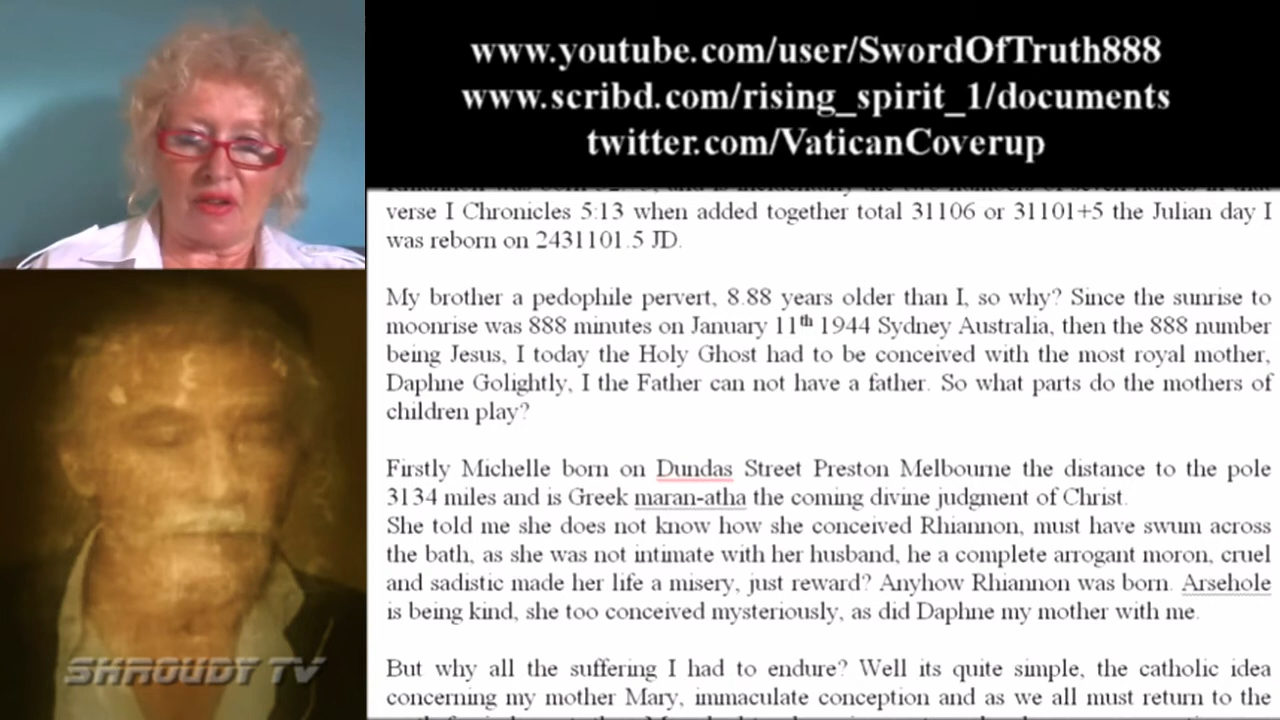 www.youtube.com/user/SwordOfTruth888
www.scribd.com/rising_spirit_1/documents
twitter.com/VaticanCoverup
verse I Chronicles 5:13 when added together total 31106 or 31101+5 the Julian day I
was reborn on 2431101.5 JD.
My brother a pedophile pervert, 8.88 years older than I, so why? Since the sunrise to
moonrise was 888 minutes on January 11th 1944 Sydney Australia, then the 888 number
being Jesus, I today the Holy Ghost had to be conceived with the most royal mother,
Daphne Golightly, I the Father can not have a father. So what parts do the mothers of
children play?
Firstly Michelle born on Dundas Street Preston Melbourne the distance to the pole
3134 miles and is Greek maran-atha the coming divine judgment of Christ.
She told me she does not know how she conceived Rhiannon, must have swum across
the bath, as she was not intimate with her husband, he a complete arrogant moron, cruel
and sadistic made her life a misery, just reward? Anyhow Rhiannon was born. Arsehole
is being kind, she too conceived mysteriously, as did Daphne my mother with me.
But why all the suffering I had to endure? Well its quite simple, the catholic idea
concerning my mother Mary, immaculate conception and as we all must return to the
SHROUDY TV